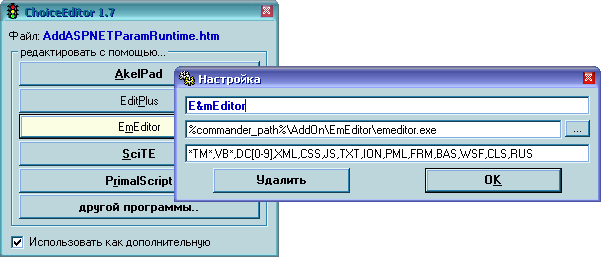 ChoiceEditor 1.7
Файл: AddASPNETParamRuntime.htm
редактировать с помощью...
AkelPad
EditPlus
EmEditor
SciTE
PrimalScript
другой программы..
Использовать как дополнительную
Настройка
E&mEditor
%commander_path%\AddOn\EmEditor\emeditor.exe
...
*TM*,VB*,DC[0-9],XML,CSS,JS,TXT,ION,PML,FRM,BAS,WSF,CLS,RUS
Удалить
OK